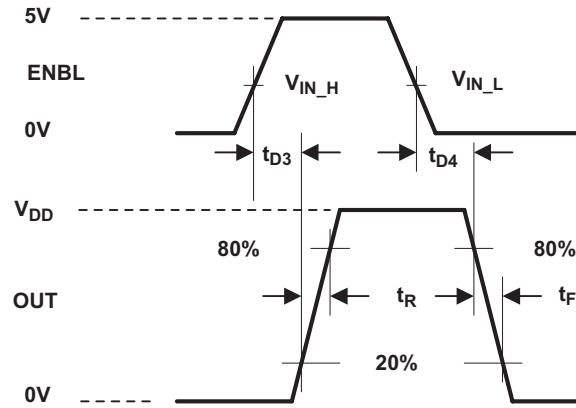 5V
ENBL
V_IN_H
V_IN_L
0V
t_D3
t_D4
V_DD
80%
80%
OUT
t_R
t_F
20%
0V